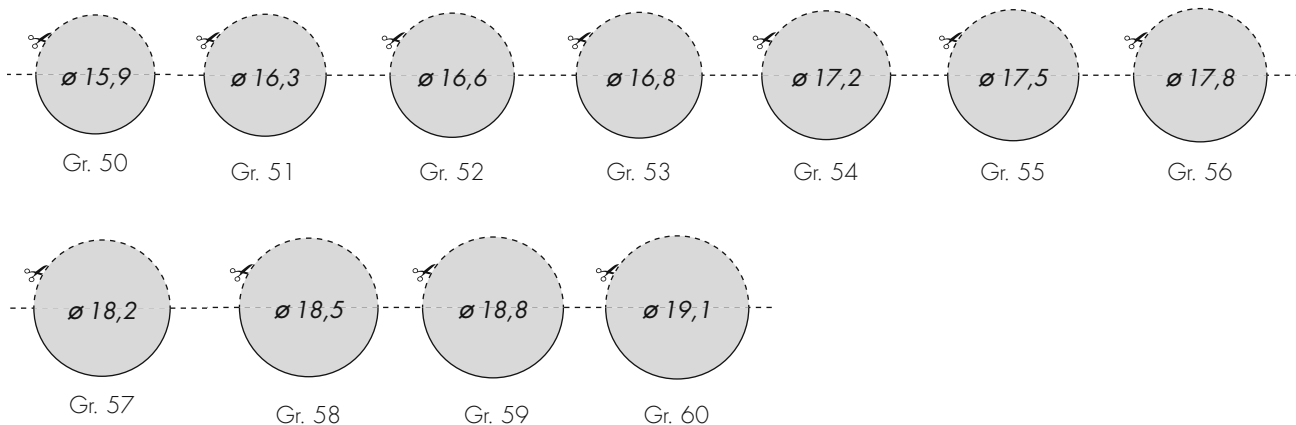 ø 15,9 ø 16,3 ø 16,6 ø 16,8 ø 17,2 ø 17,5 ø 17,8
Gr. 50 Gr. 51 Gr. 52 Gr. 53 Gr. 54 Gr. 55 Gr. 56
ø 18,2 ø 18,5 ø 18,8 ø 19,1
Gr. 57 Gr. 58 Gr. 59 Gr. 60